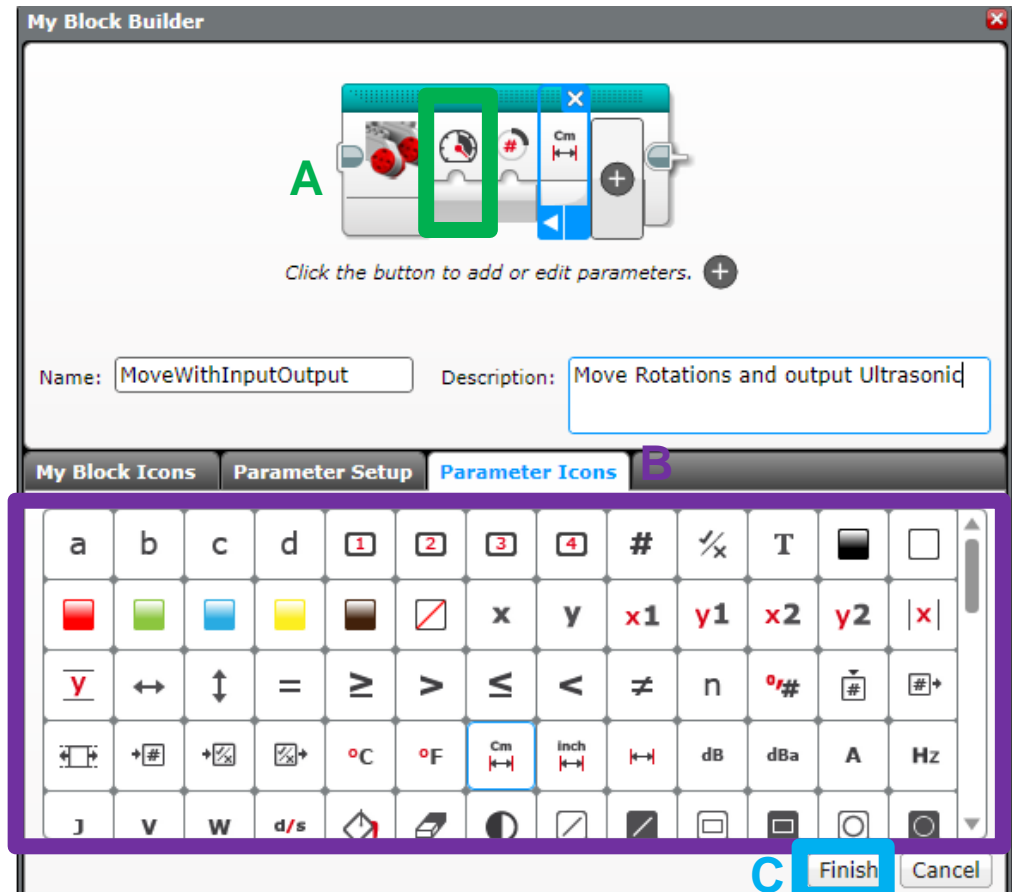 My Block Builder
A
#
Cm
Click the button to add or edit parameters.
Name: MoveWithInputOutput
Description: Move Rotations and output Ultrasonic
My Block Icons Parameter Setup Parameter Icons B
a b c d 1 2 3 4 # ✓/x T
x y x1 y1 x2 y2 |x|
y ↔ ↕ = ≥ > ≤ < ≠ n °/# # #
# °C °F Cm Inch dB dBa A Hz
J V W d/s
C Finish Cancel